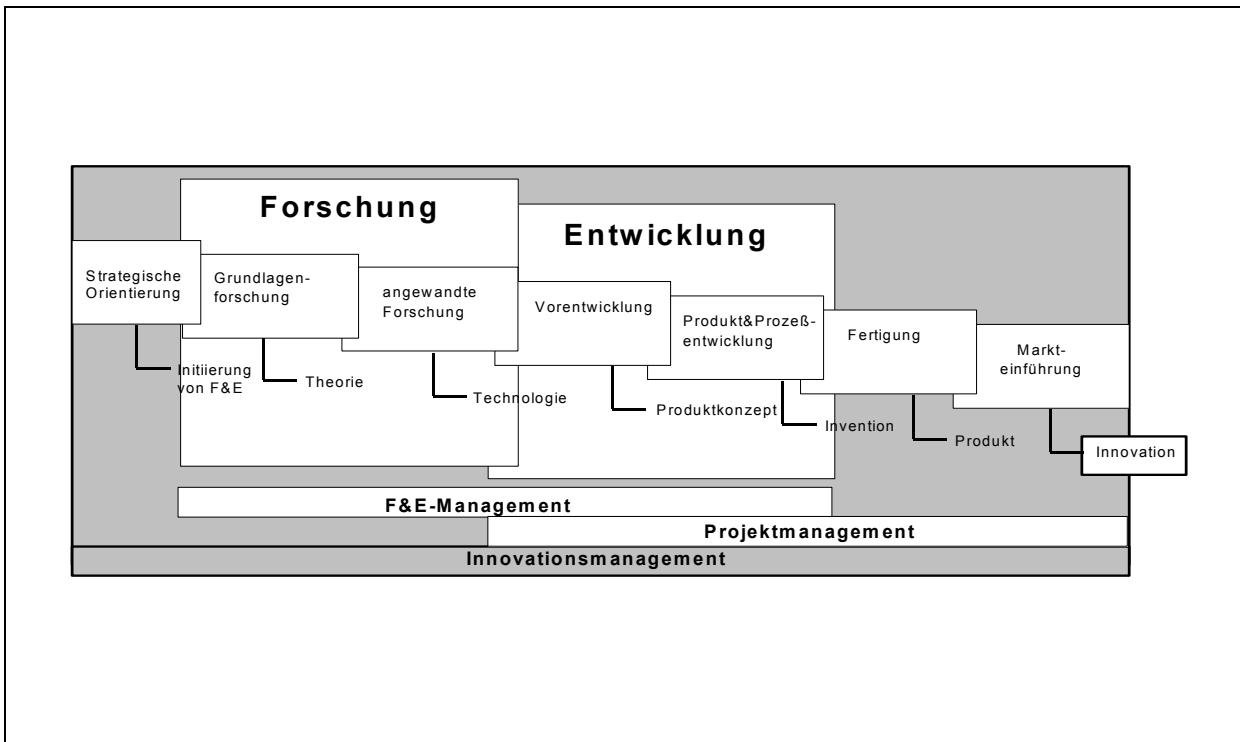 Forschung
Entwicklung
Strategische
Orientierung
Grundlagen-
forschung
angewandte
Forschung
Vorentwicklung
Produkt&Prozeß-
entwicklung
Fertigung
Markt-
einführung
Initiierung
von F&E
Theorie
Technologie
Produktkonzept
Invention
Produkt
Innovation
F&E-Management
Projektmanagement
Innovationsmanagement